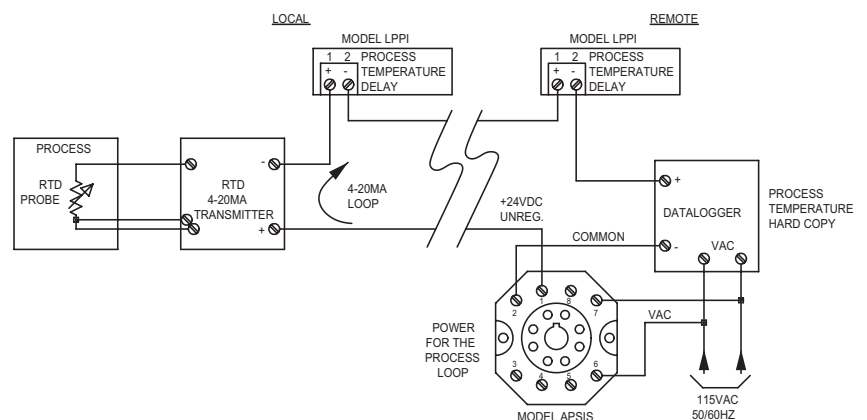 LOCAL
REMOTE
MODEL LPPI
1 2 PROCESS
+ - TEMPERATURE
DELAY
MODEL LPPI
1 2 PROCESS
+ - TEMPERATURE
DELAY
PROCESS
RTD
PROBE
-
RTD
4-20MA
TRANSMITTER
+
4-20MA
LOOP
+24VDC
UNREG.
COMMON
+
DATALOGGER
-
VAC
PROCESS
TEMPERATURE
HARD COPY
2
1
8
7
3
4
5
6
VAC
POWER
FOR THE
PROCESS
LOOP
MODEL APSIS
115VAC
50/60HZ